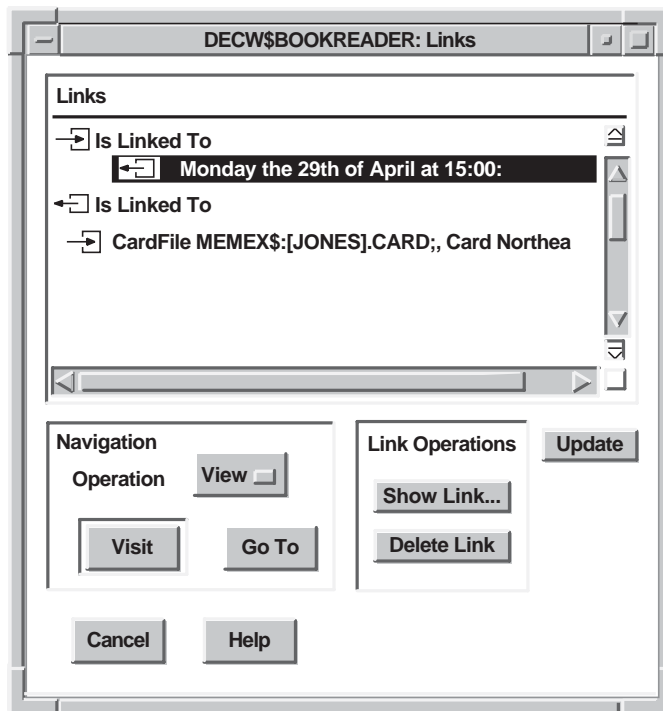 DECW$BOOKREADER: Links
Links
Is Linked To
Monday the 29th of April at 15:00:
Is Linked To
CardFile MEMEX$:[JONES].CARD;, Card Northea
Navigation
Operation View
Visit Go To
Link Operations
Show Link...
Delete Link
Update
Cancel Help